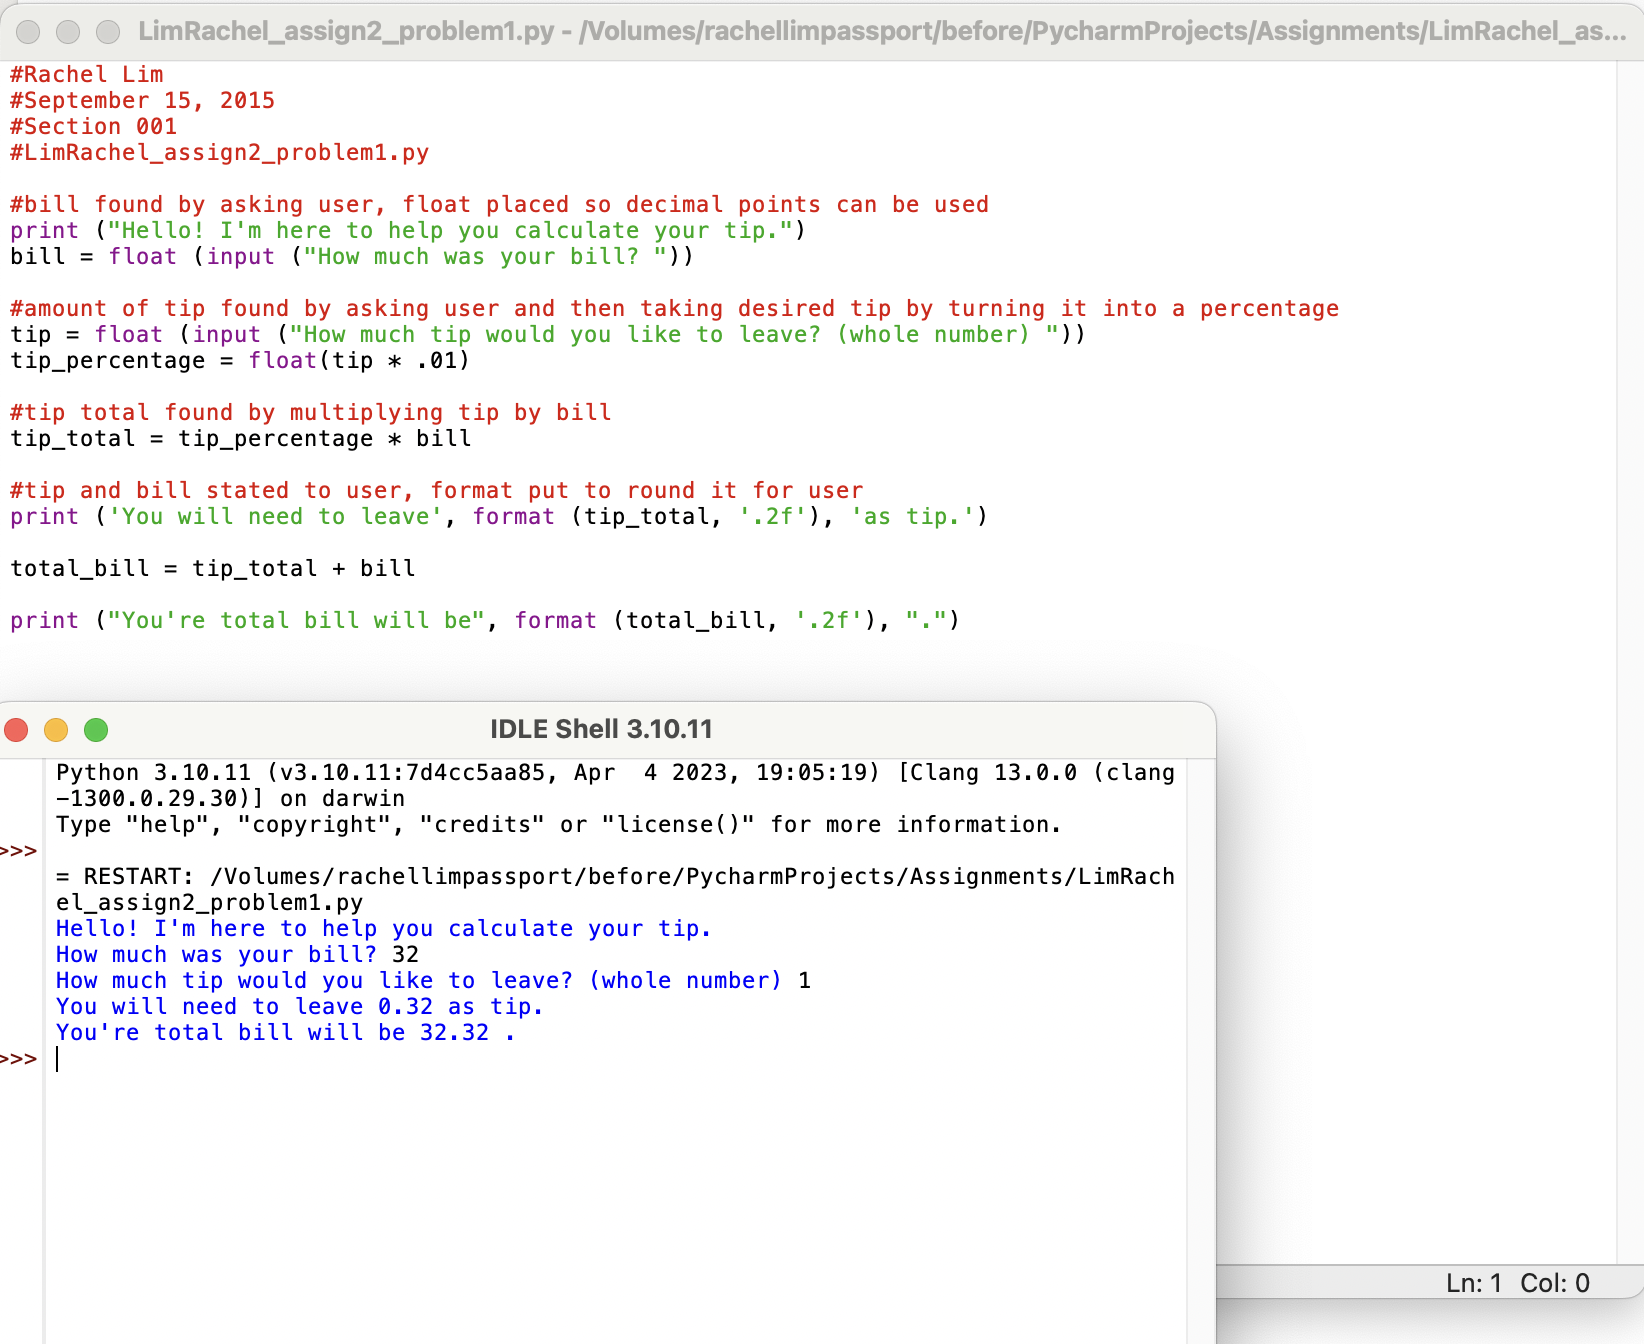 LimRachel_assign2_problem1.py - /Volumes/rachellimpassport/before/PycharmProjects/Assignments/LimRachel_as...
#Rachel Lim
#September 15, 2015
#Section 001
#LimRachel_assign2_problem1.py
#bill found by asking user, float placed so decimal points can be used
print ("Hello! I'm here to help you calculate your tip.")
bill = float (input ("How much was your bill? "))
#amount of tip found by asking user and then taking desired tip by turning it into a percentage
tip = float (input ("How much tip would you like to leave? (whole number) "))
tip_percentage = float(tip * .01)
#tip total found by multiplying tip by bill
tip_total = tip_percentage * bill
#tip and bill stated to user, format put to round it for user
print ('You will need to leave', format (tip_total, '.2f'), 'as tip.')
total_bill = tip_total + bill
print ("You're total bill will be", format (total_bill, '.2f'), ".")
IDLE Shell 3.10.11
Python 3.10.11 (v3.10.11:7d4cc5aa85, Apr  4 2023, 19:05:19) [Clang 13.0.0 (clang
-1300.0.29.30)] on darwin
Type "help", "copyright", "credits" or "license()" for more information.
>>>
= RESTART: /Volumes/rachellimpassport/before/PycharmProjects/Assignments/LimRach
el_assign2_problem1.py
Hello! I'm here to help you calculate your tip.
How much was your bill? 32
How much tip would you like to leave? (whole number) 1
You will need to leave 0.32 as tip.
You're total bill will be 32.32 .
>>>
Ln: 1  Col: 0